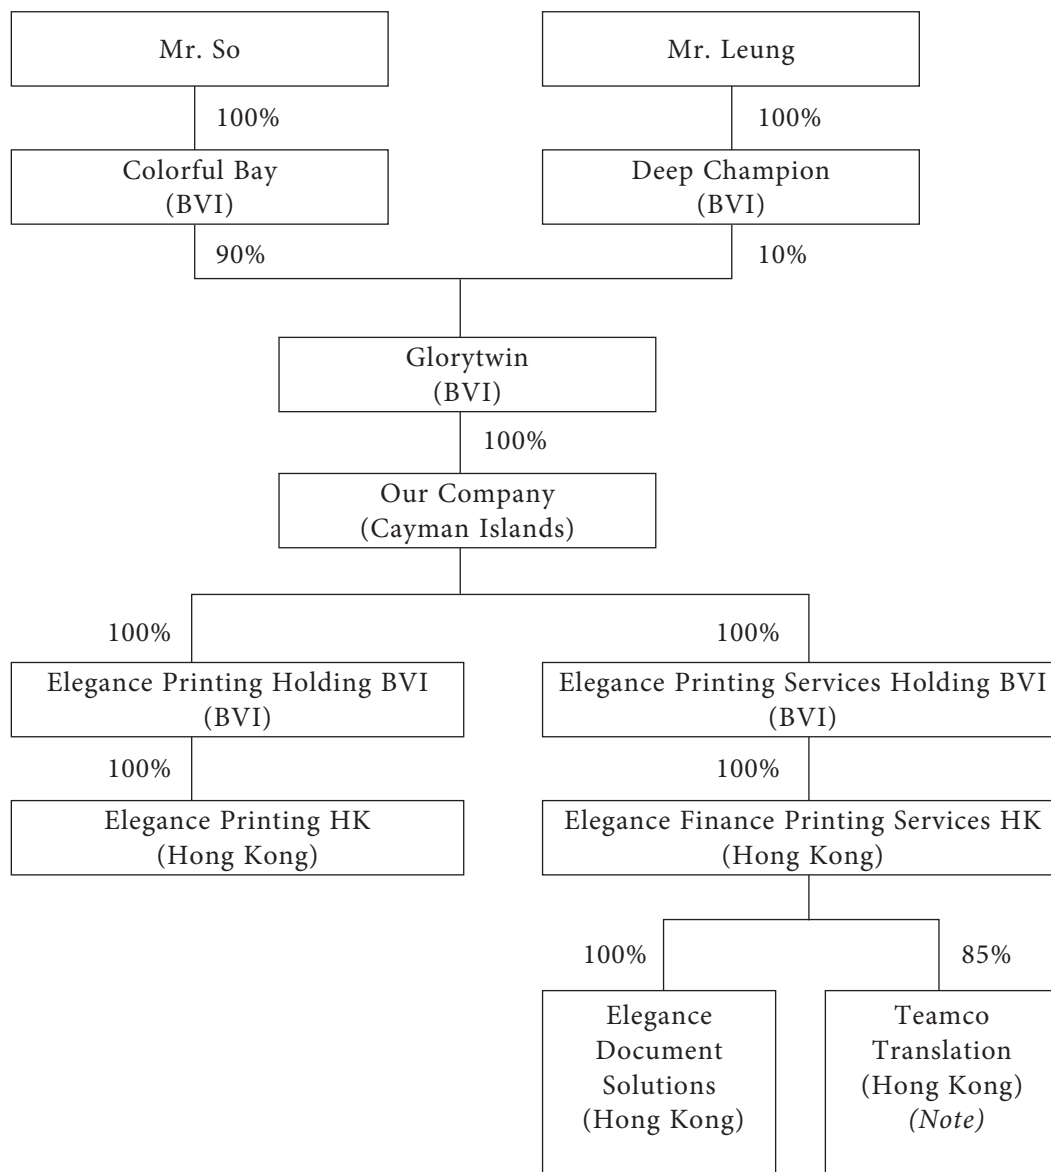 Mr. So
Mr. Leung
100%
100%
Colorful Bay
(BVI)
Deep Champion
(BVI)
90%
10%
Glorytwin
(BVI)
100%
Our Company
(Cayman Islands)
100%
100%
Elegance Printing Holding BVI
(BVI)
Elegance Printing Services Holding BVI
(BVI)
100%
100%
Elegance Printing HK
(Hong Kong)
Elegance Finance Printing Services HK
(Hong Kong)
100%
85%
Elegance
Document
Solutions
(Hong Kong)
Teamco
Translation
(Hong Kong)
(Note)